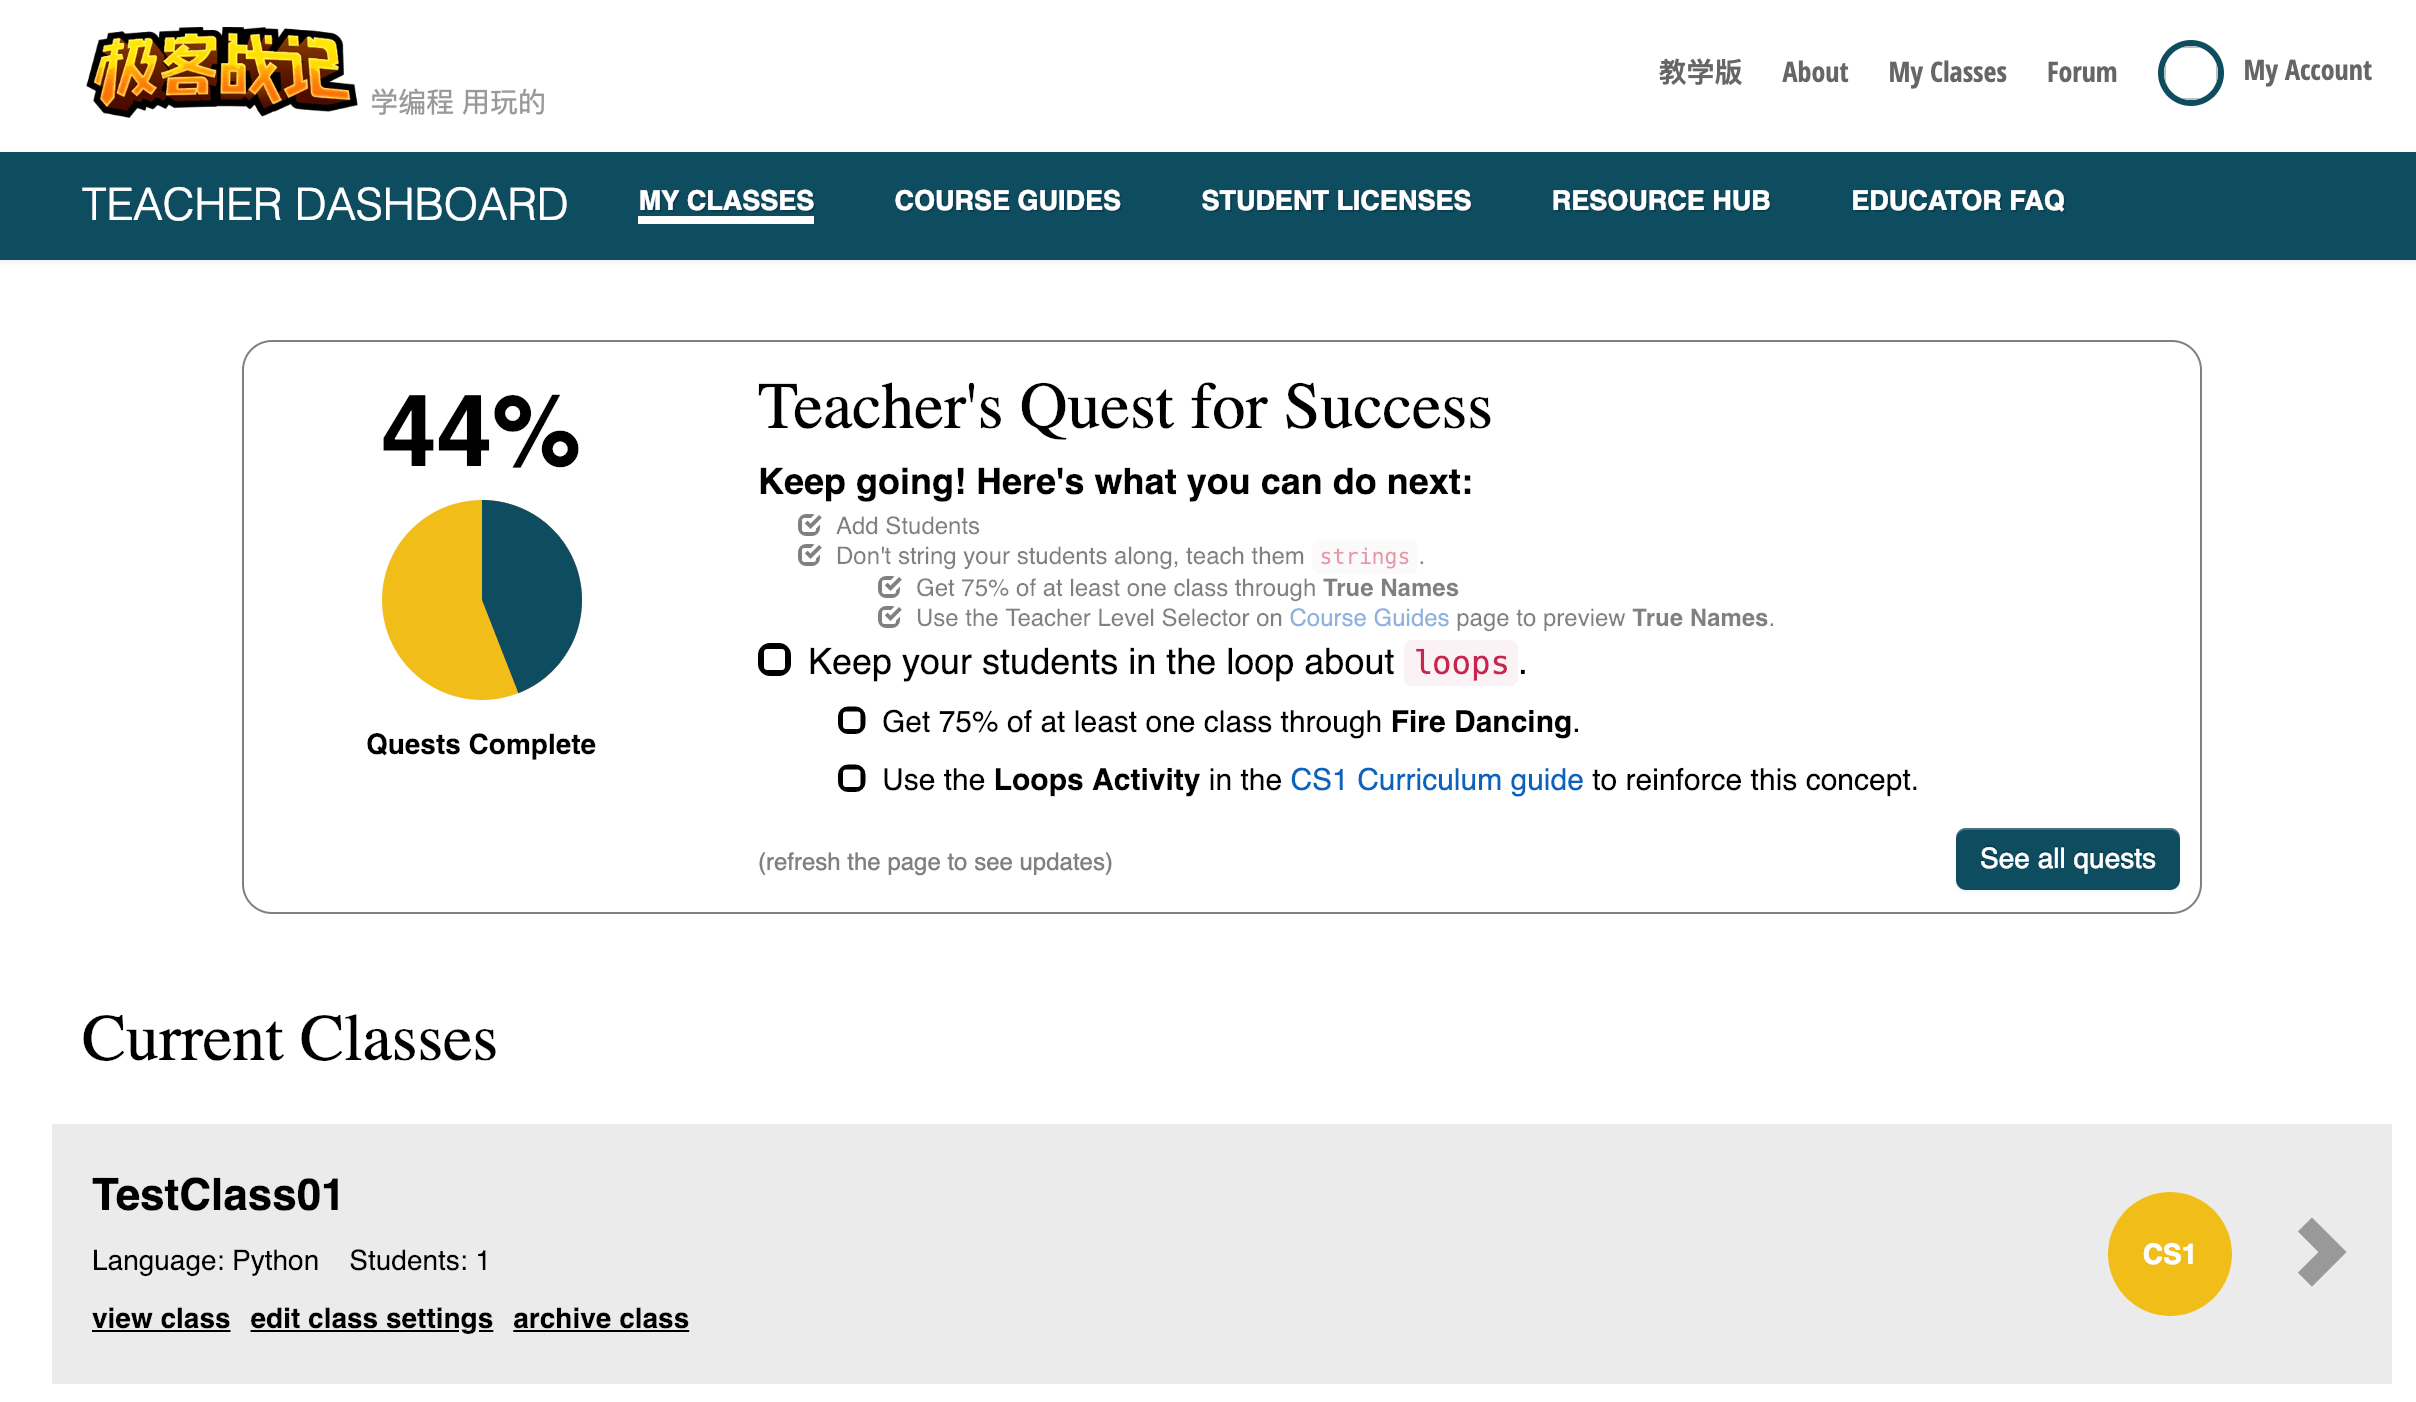 极客战记 学编程 用玩的
教学版 About My Classes Forum My Account
TEACHER DASHBOARD MY CLASSES COURSE GUIDES STUDENT LICENSES RESOURCE HUB EDUCATOR FAQ
44%
Quests Complete
Teacher's Quest for Success
Keep going! Here's what you can do next:
Add Students
Don't string your students along, teach them strings.
Get 75% of at least one class through True Names
Use the Teacher Level Selector on Course Guides page to preview True Names.
Keep your students in the loop about loops.
Get 75% of at least one class through Fire Dancing.
Use the Loops Activity in the CS1 Curriculum guide to reinforce this concept.
(refresh the page to see updates)
See all quests
Current Classes
TestClass01
Language: Python Students: 1
view class edit class settings archive class
CS1